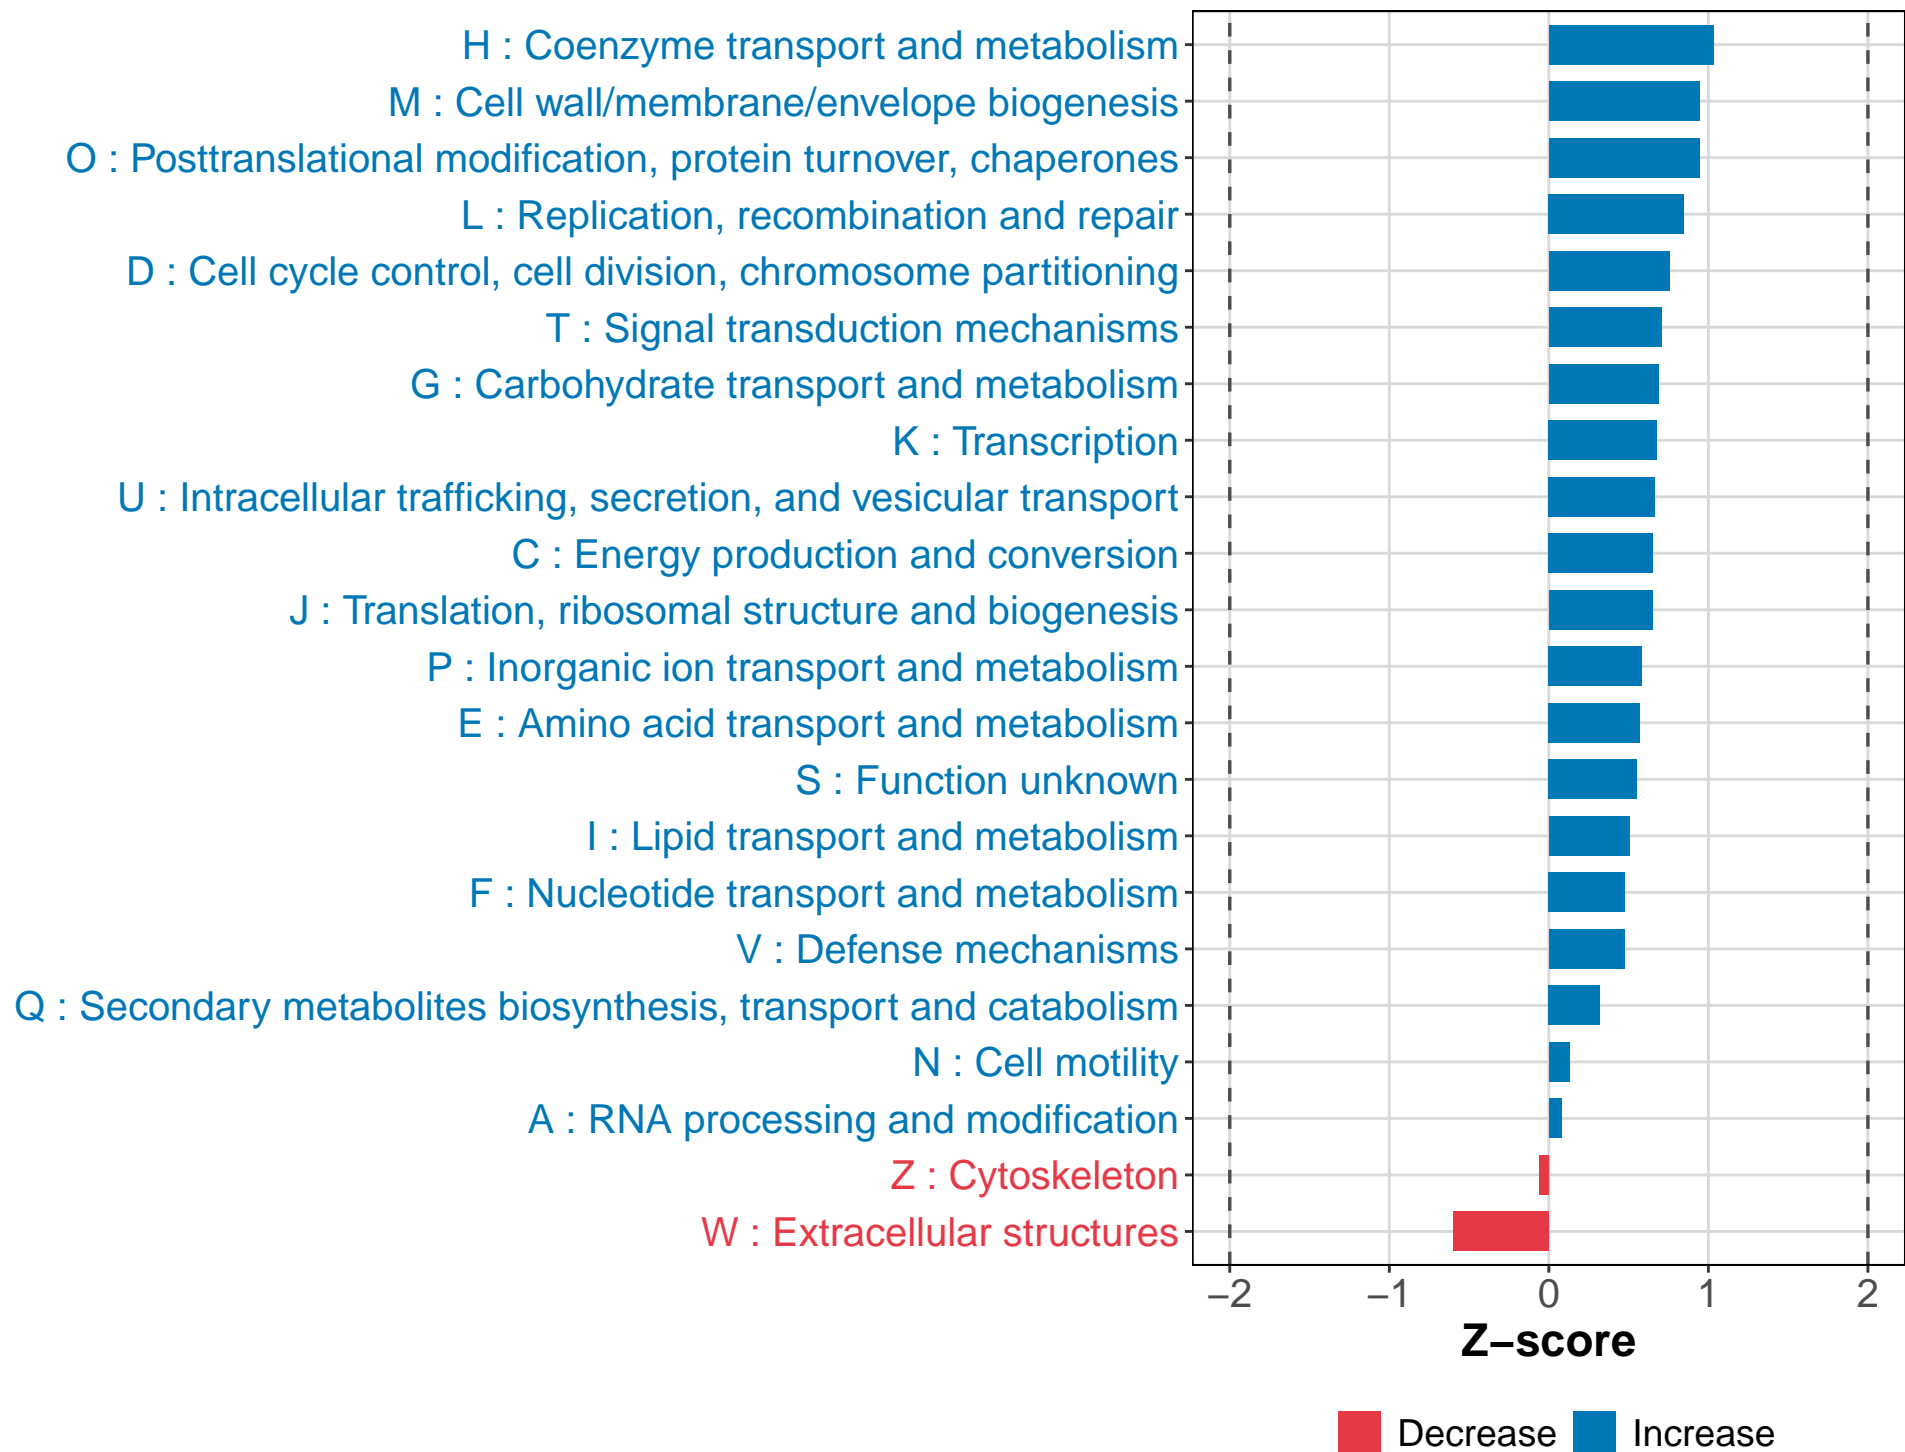 H : Coenzyme transport and metabolism
M : Cell wall/membrane/envelope biogenesis
O : Posttranslational modification, protein turnover, chaperones
L : Replication, recombination and repair
D : Cell cycle control, cell division, chromosome partitioning
T : Signal transduction mechanisms
G : Carbohydrate transport and metabolism
K : Transcription
U : Intracellular trafficking, secretion, and vesicular transport
C : Energy production and conversion
J : Translation, ribosomal structure and biogenesis
P : Inorganic ion transport and metabolism
E : Amino acid transport and metabolism
S : Function unknown
I : Lipid transport and metabolism
F : Nucleotide transport and metabolism
V : Defense mechanisms
Q : Secondary metabolites biosynthesis, transport and catabolism
N : Cell motility
A : RNA processing and modification
Z : Cytoskeleton
W : Extracellular structures
−2 −1 0 1 2
Z−score
Decrease Increase